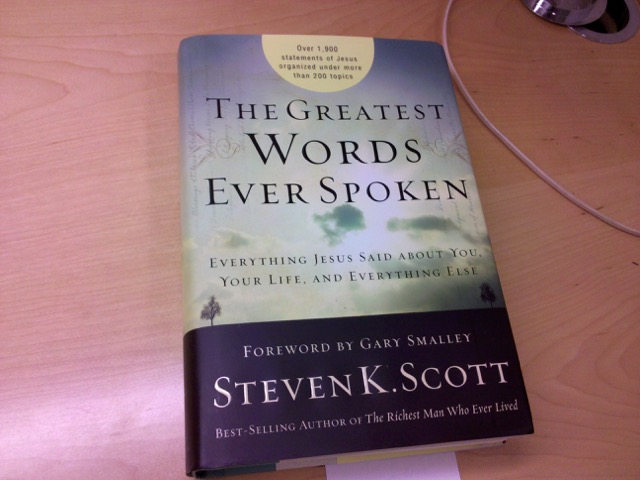 Over 1,900
statements of Jesus
organized under more
than 200 topics
THE GREATEST
WORDS
EVER SPOKEN
EVERYTHING JESUS SAID ABOUT YOU,
YOUR LIFE, AND EVERYTHING ELSE
FOREWORD BY GARY SMALLEY
STEVEN K. SCOTT
BEST-SELLING AUTHOR OF The Richest Man Who Ever Lived